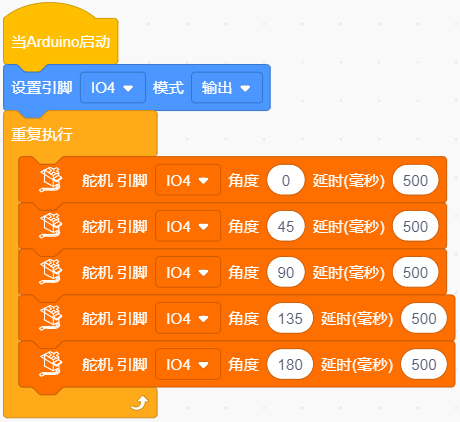 当Arduino启动
设置引脚 IO4 模式 输出
重复执行
舵机 引脚 IO4 角度 0 延时(毫秒) 500
舵机 引脚 IO4 角度 45 延时(毫秒) 500
舵机 引脚 IO4 角度 90 延时(毫秒) 500
舵机 引脚 IO4 角度 135 延时(毫秒) 500
舵机 引脚 IO4 角度 180 延时(毫秒) 500